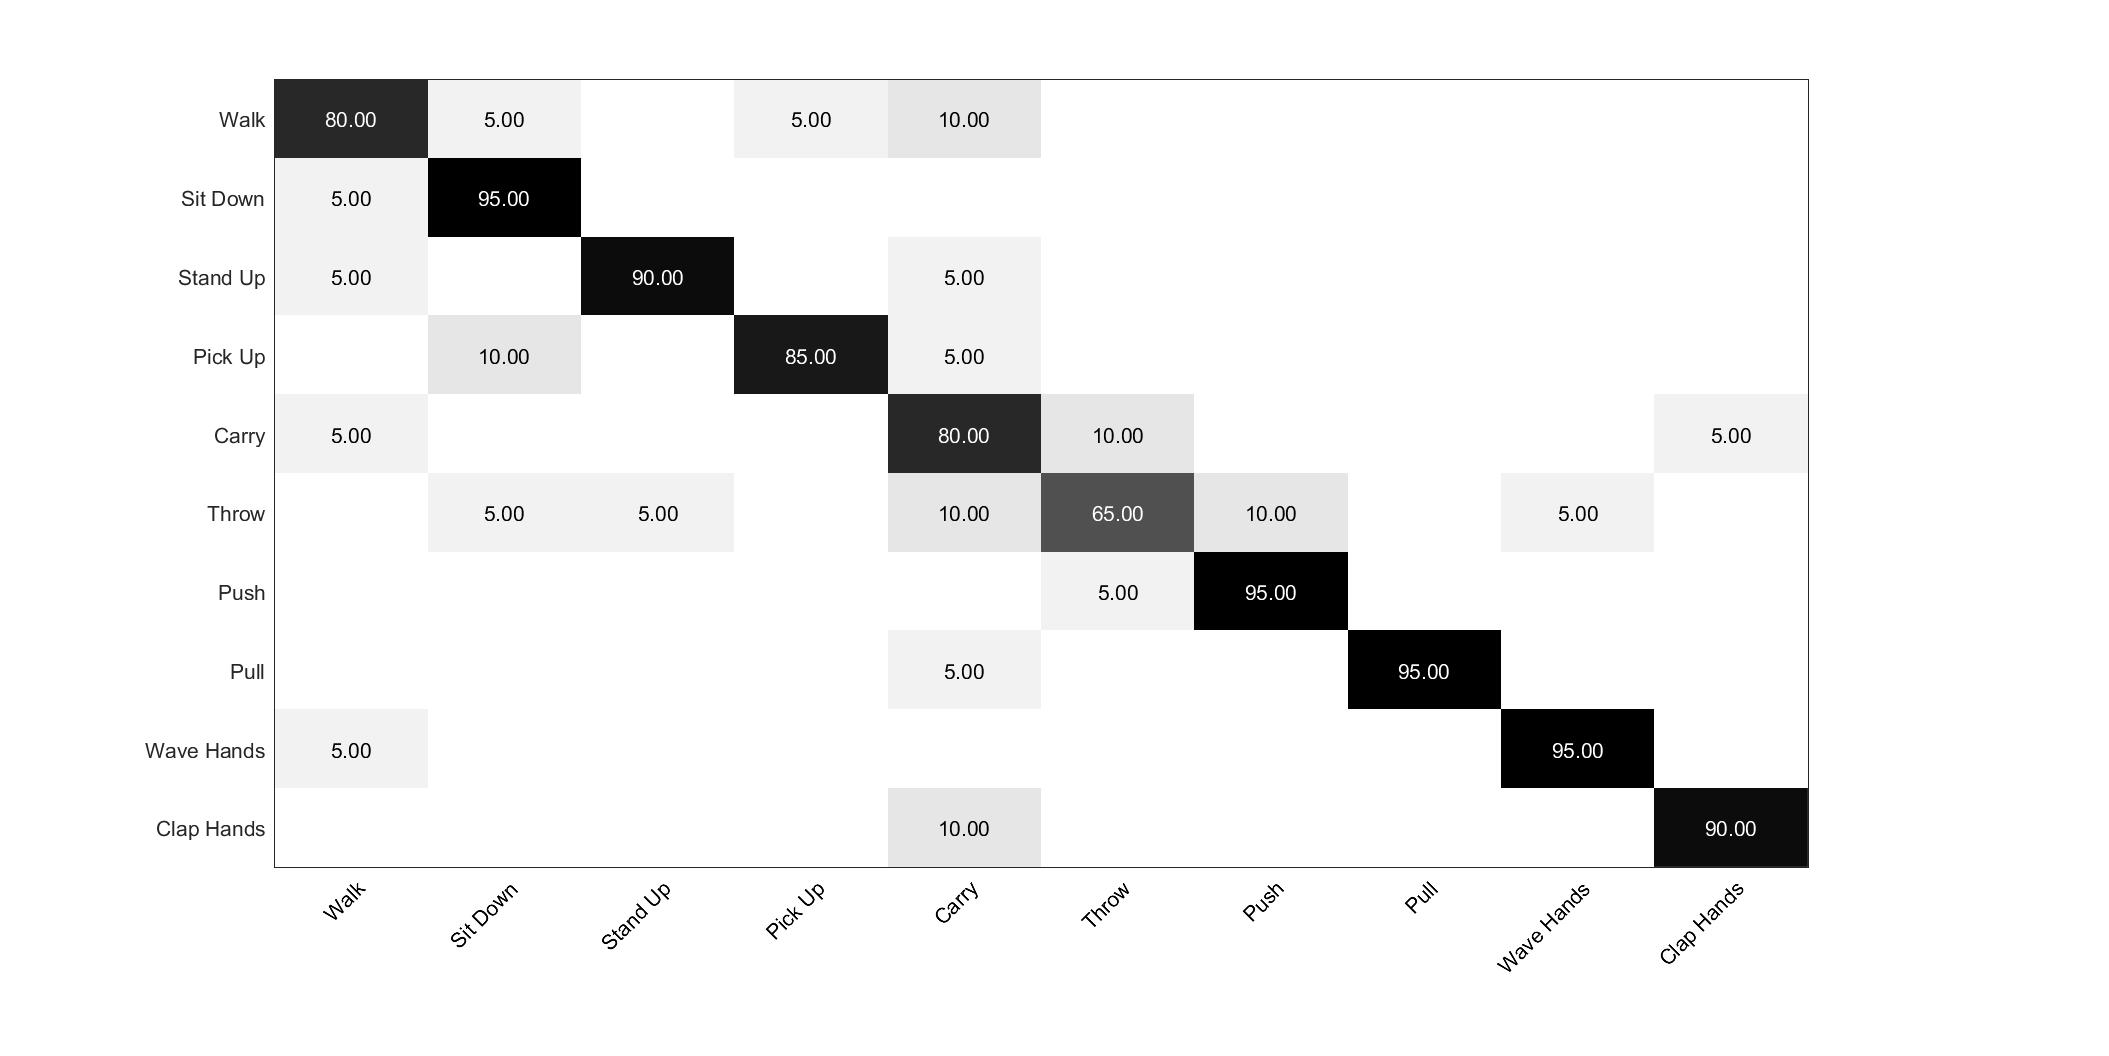 Walk 80.00 5.00 5.00 10.00
Sit Down 5.00 95.00
Stand Up 5.00 90.00 5.00
Pick Up 10.00 85.00 5.00
Carry 5.00 80.00 10.00 5.00
Throw 5.00 5.00 10.00 65.00 10.00 5.00
Push 5.00 95.00
Pull 5.00 95.00
Wave Hands 5.00 95.00
Clap Hands 10.00 90.00
Walk Sit Down Stand Up Pick Up Carry Throw Push Pull Wave Hands Clap Hands